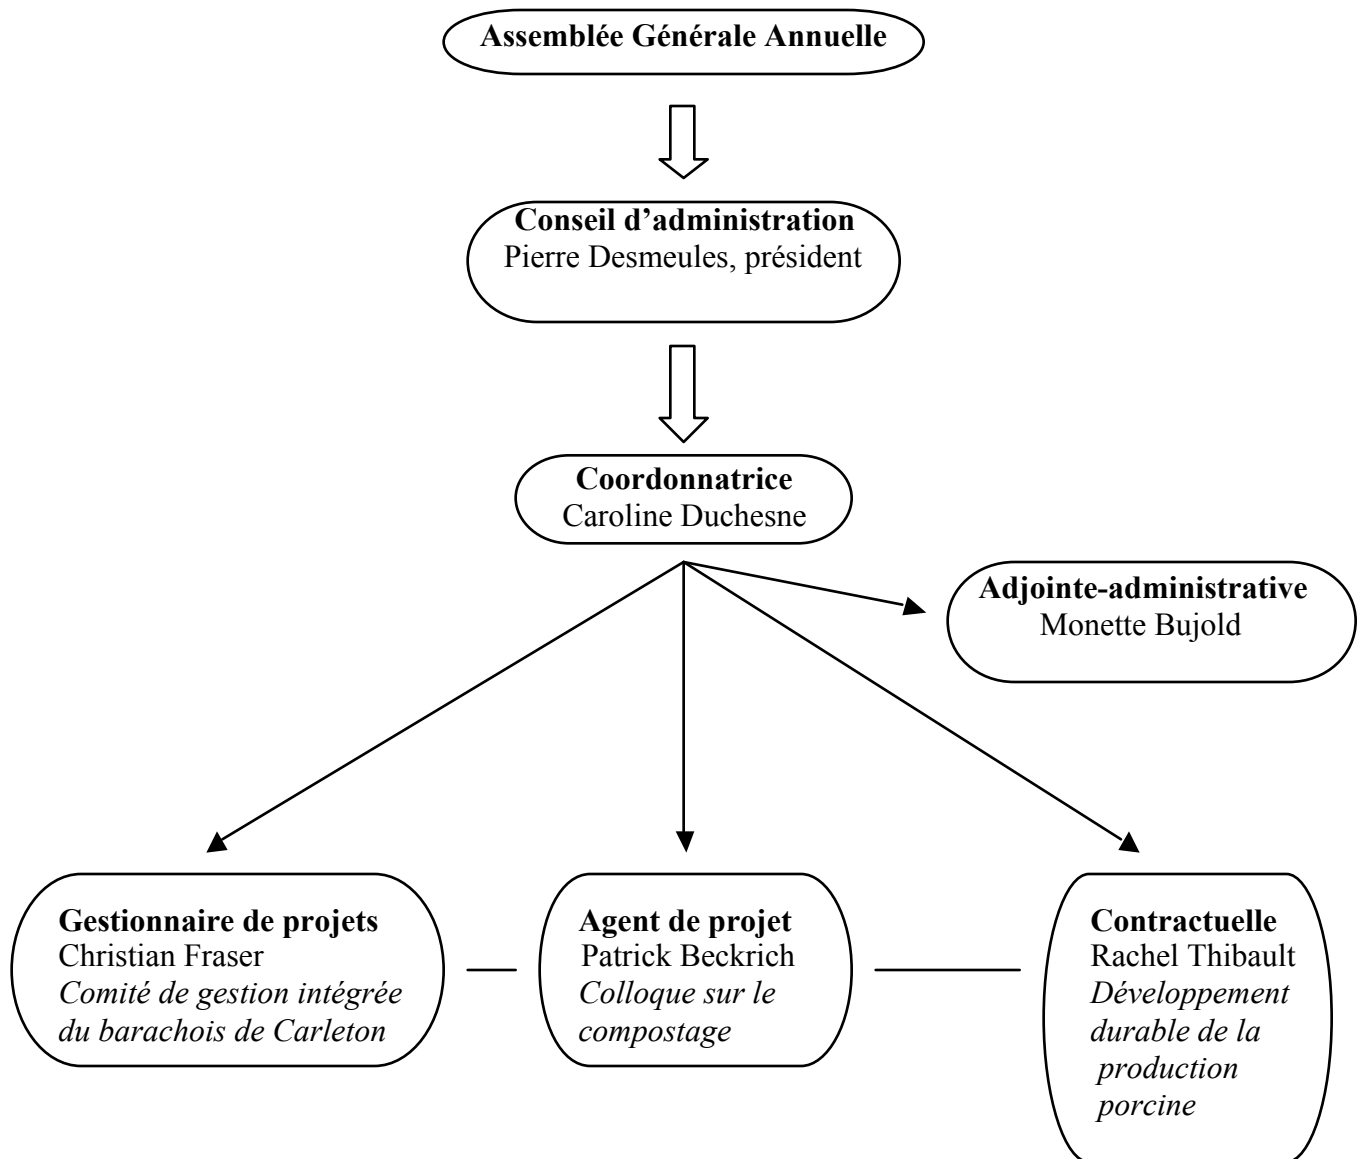 Assemblée Générale Annuelle
Conseil d’administration
Pierre Desmeules, président
Coordonnatrice
Caroline Duchesne
Adjointe-administrative
Monette Bujold
Gestionnaire de projets
Christian Fraser
Comité de gestion intégrée
du barachois de Carleton
Agent de projet
Patrick Beckrich
Colloque sur le
compostage
Contractuelle
Rachel Thibault
Développement
durable de la
production
porcine